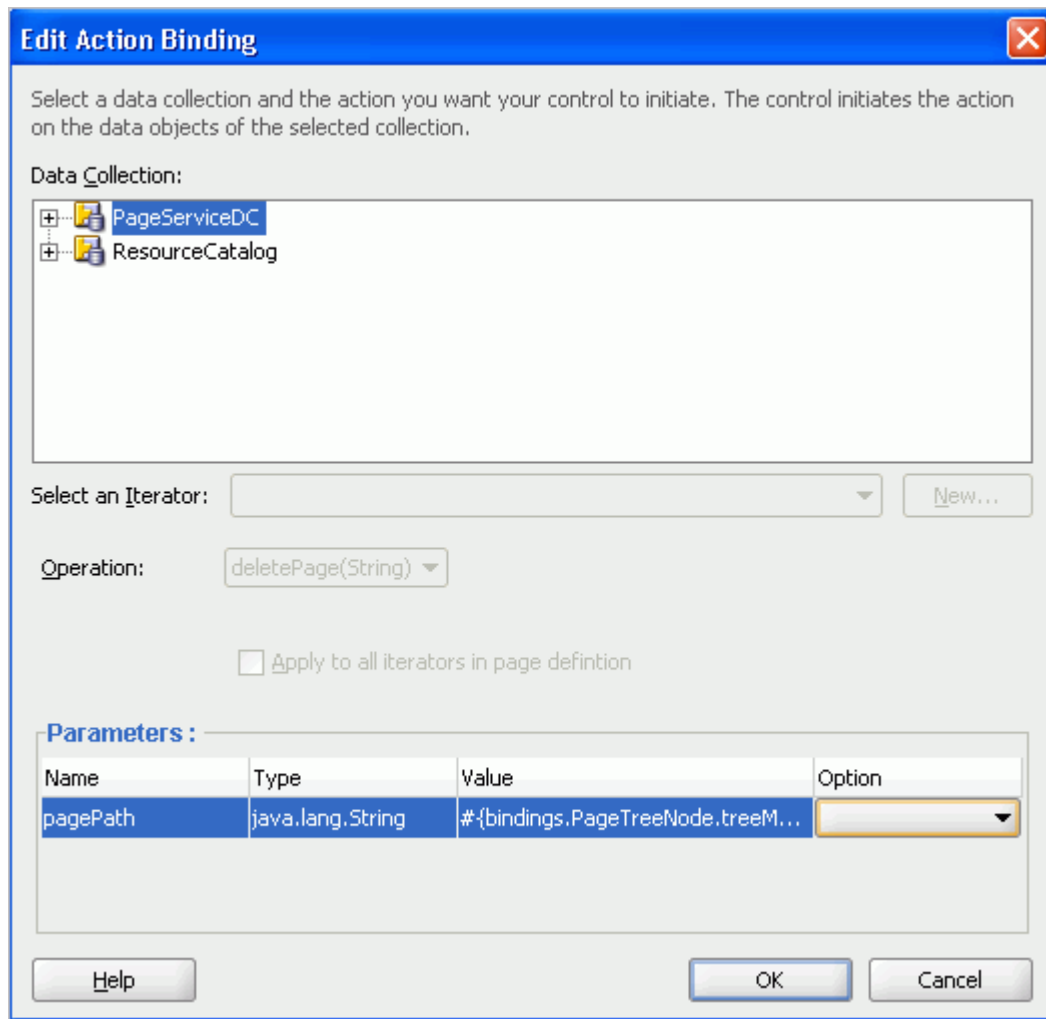 Edit Action Binding
Select a data collection and the action you want your control to initiate. The control initiates the action
on the data objects of the selected collection.
Data Collection:
PageServiceDC
ResourceCatalog
Select an Iterator:
New...
Operation:
deletePage(String)
Apply to all iterators in page defintion
Parameters :
Name Type Value Option
pagePath java.lang.String #{bindings.PageTreeNode.treeM...
Help OK Cancel